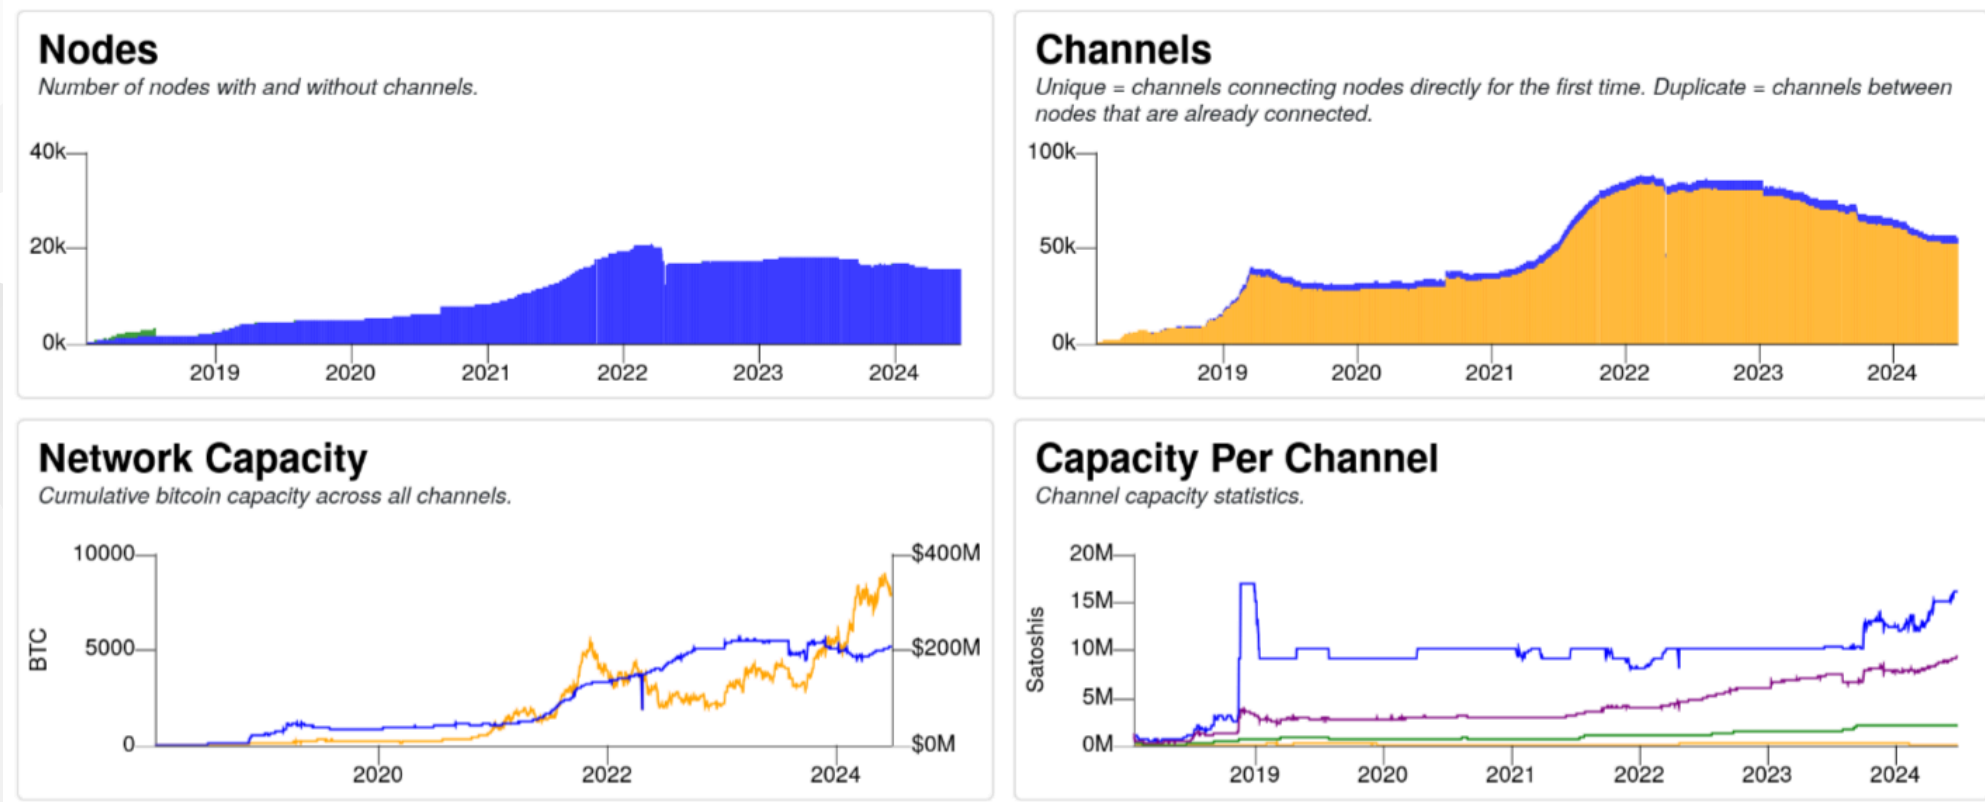 Nodes
Number of nodes with and without channels.
40k
20k
0k
2019 2020 2021 2022 2023 2024
Channels
Unique = channels connecting nodes directly for the first time. Duplicate = channels between
nodes that are already connected.
100k
50k
0k
2019 2020 2021 2022 2023 2024
Network Capacity
Cumulative bitcoin capacity across all channels.
10000 $400M
BTC
5000 $200M
0 $0M
2020 2022 2024
Capacity Per Channel
Channel capacity statistics.
20M
15M
Satoshis
10M
5M
0M
2019 2020 2021 2022 2023 2024